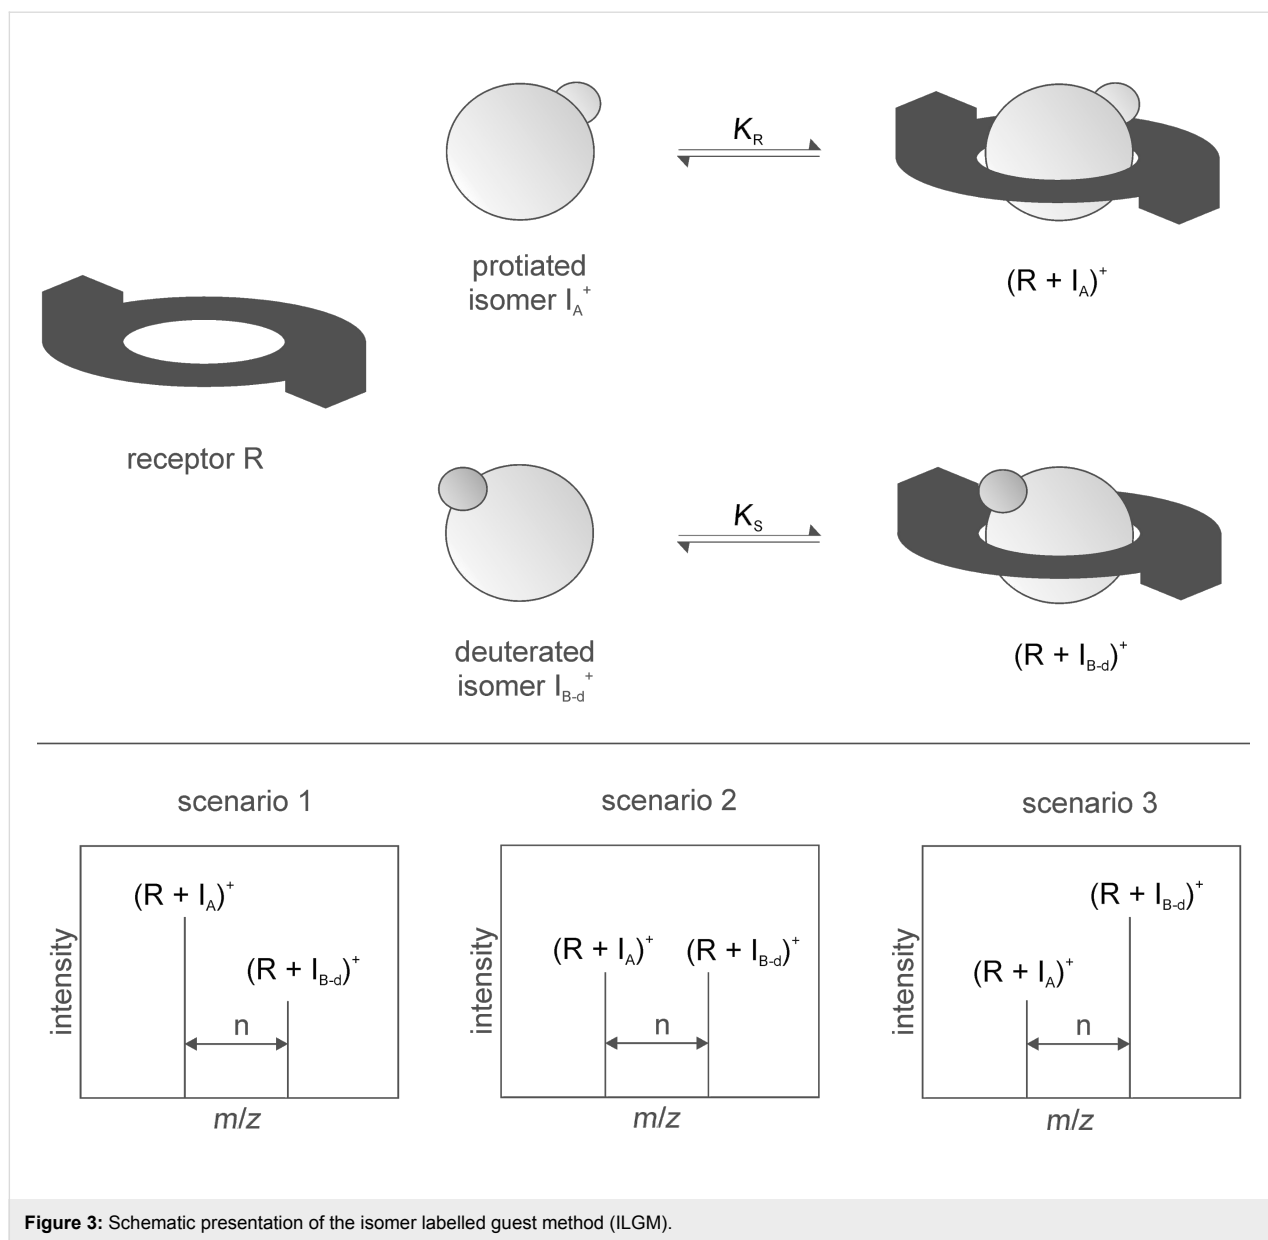 K_R
protiated
isomer I_A^+
(R + I_A)^+
receptor R
K_S
deuterated
isomer I_B-d^+
(R + I_B-d)^+
scenario 1
scenario 2
scenario 3
(R + I_A)^+
(R + I_B-d)^+
n
intensity
m/z
(R + I_A)^+ (R + I_B-d)^+
n
intensity
m/z
(R + I_B-d)^+
(R + I_A)^+
n
intensity
m/z
Figure 3: Schematic presentation of the isomer labelled guest method (ILGM).